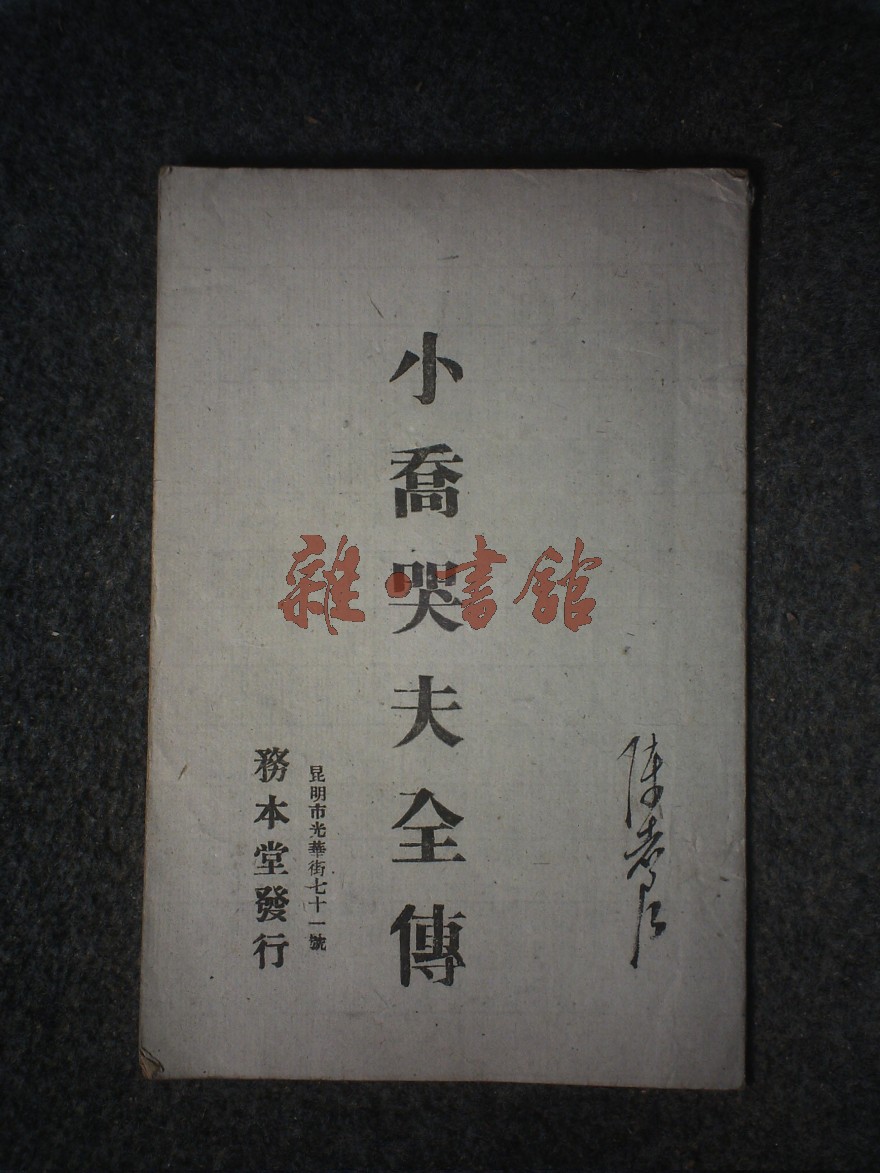 小喬哭夫全傳
昆明市光華街七十一號
務本堂發行
雜·書館